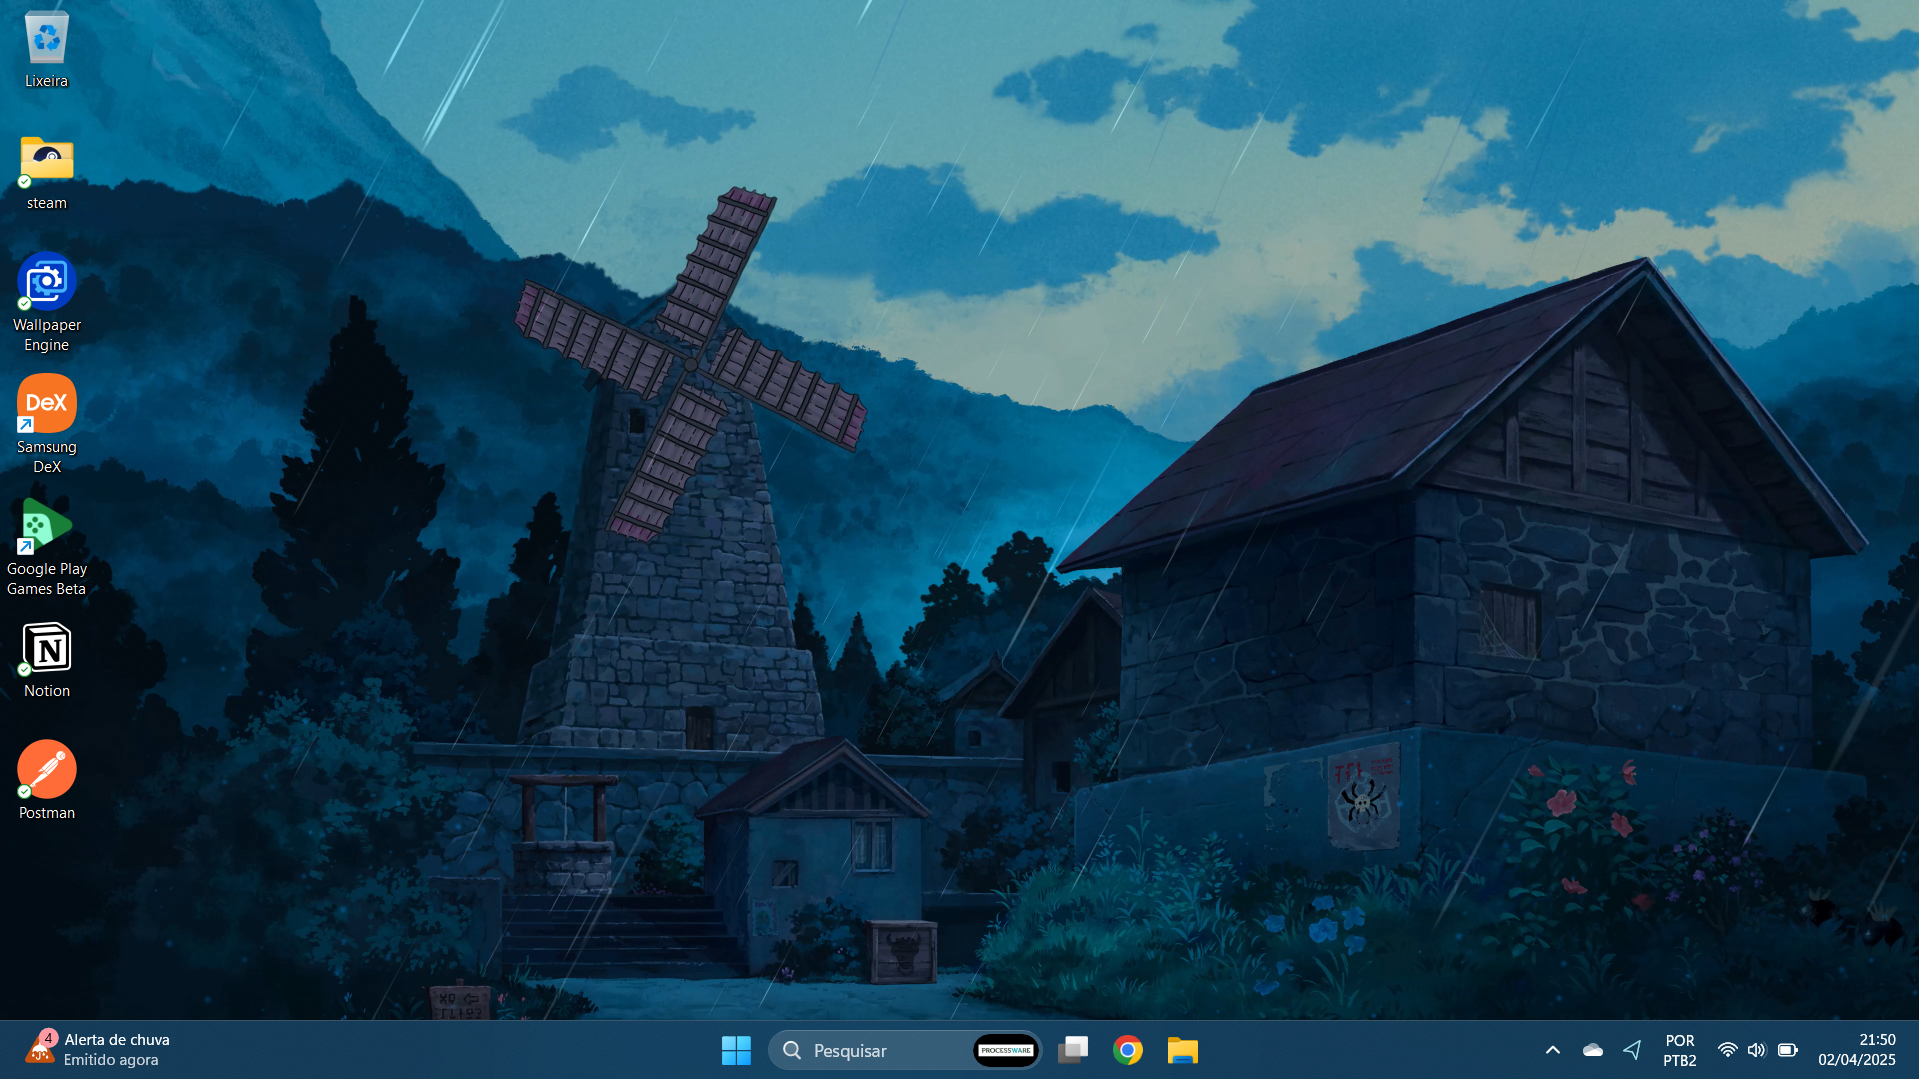 Lixeira
steam
Wallpaper
Engine
DeX
Samsung
DeX
Google Play
Games Beta
N
Notion
Postman
4
Alerta de chuva
Emitido agora
Pesquisar
PROCESSWARE
POR
PTB2
21:50
02/04/2025